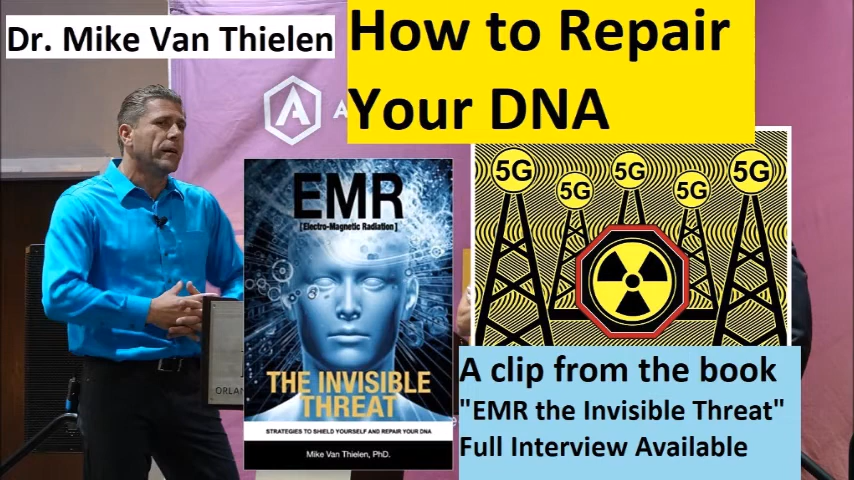 Dr. Mike Van Thielen
How to Repair
Your DNA
A
EMR
[Electro-Magnetic Radiation]
THE INVISIBLE
THREAT
STRATEGIES TO SHIELD YOURSELF AND REPAIR YOUR DNA
Mike Van Thielen, PhD.
5G
5G
5G
5G
5G
A clip from the book
"EMR the Invisible Threat"
Full Interview Available
ORLAN